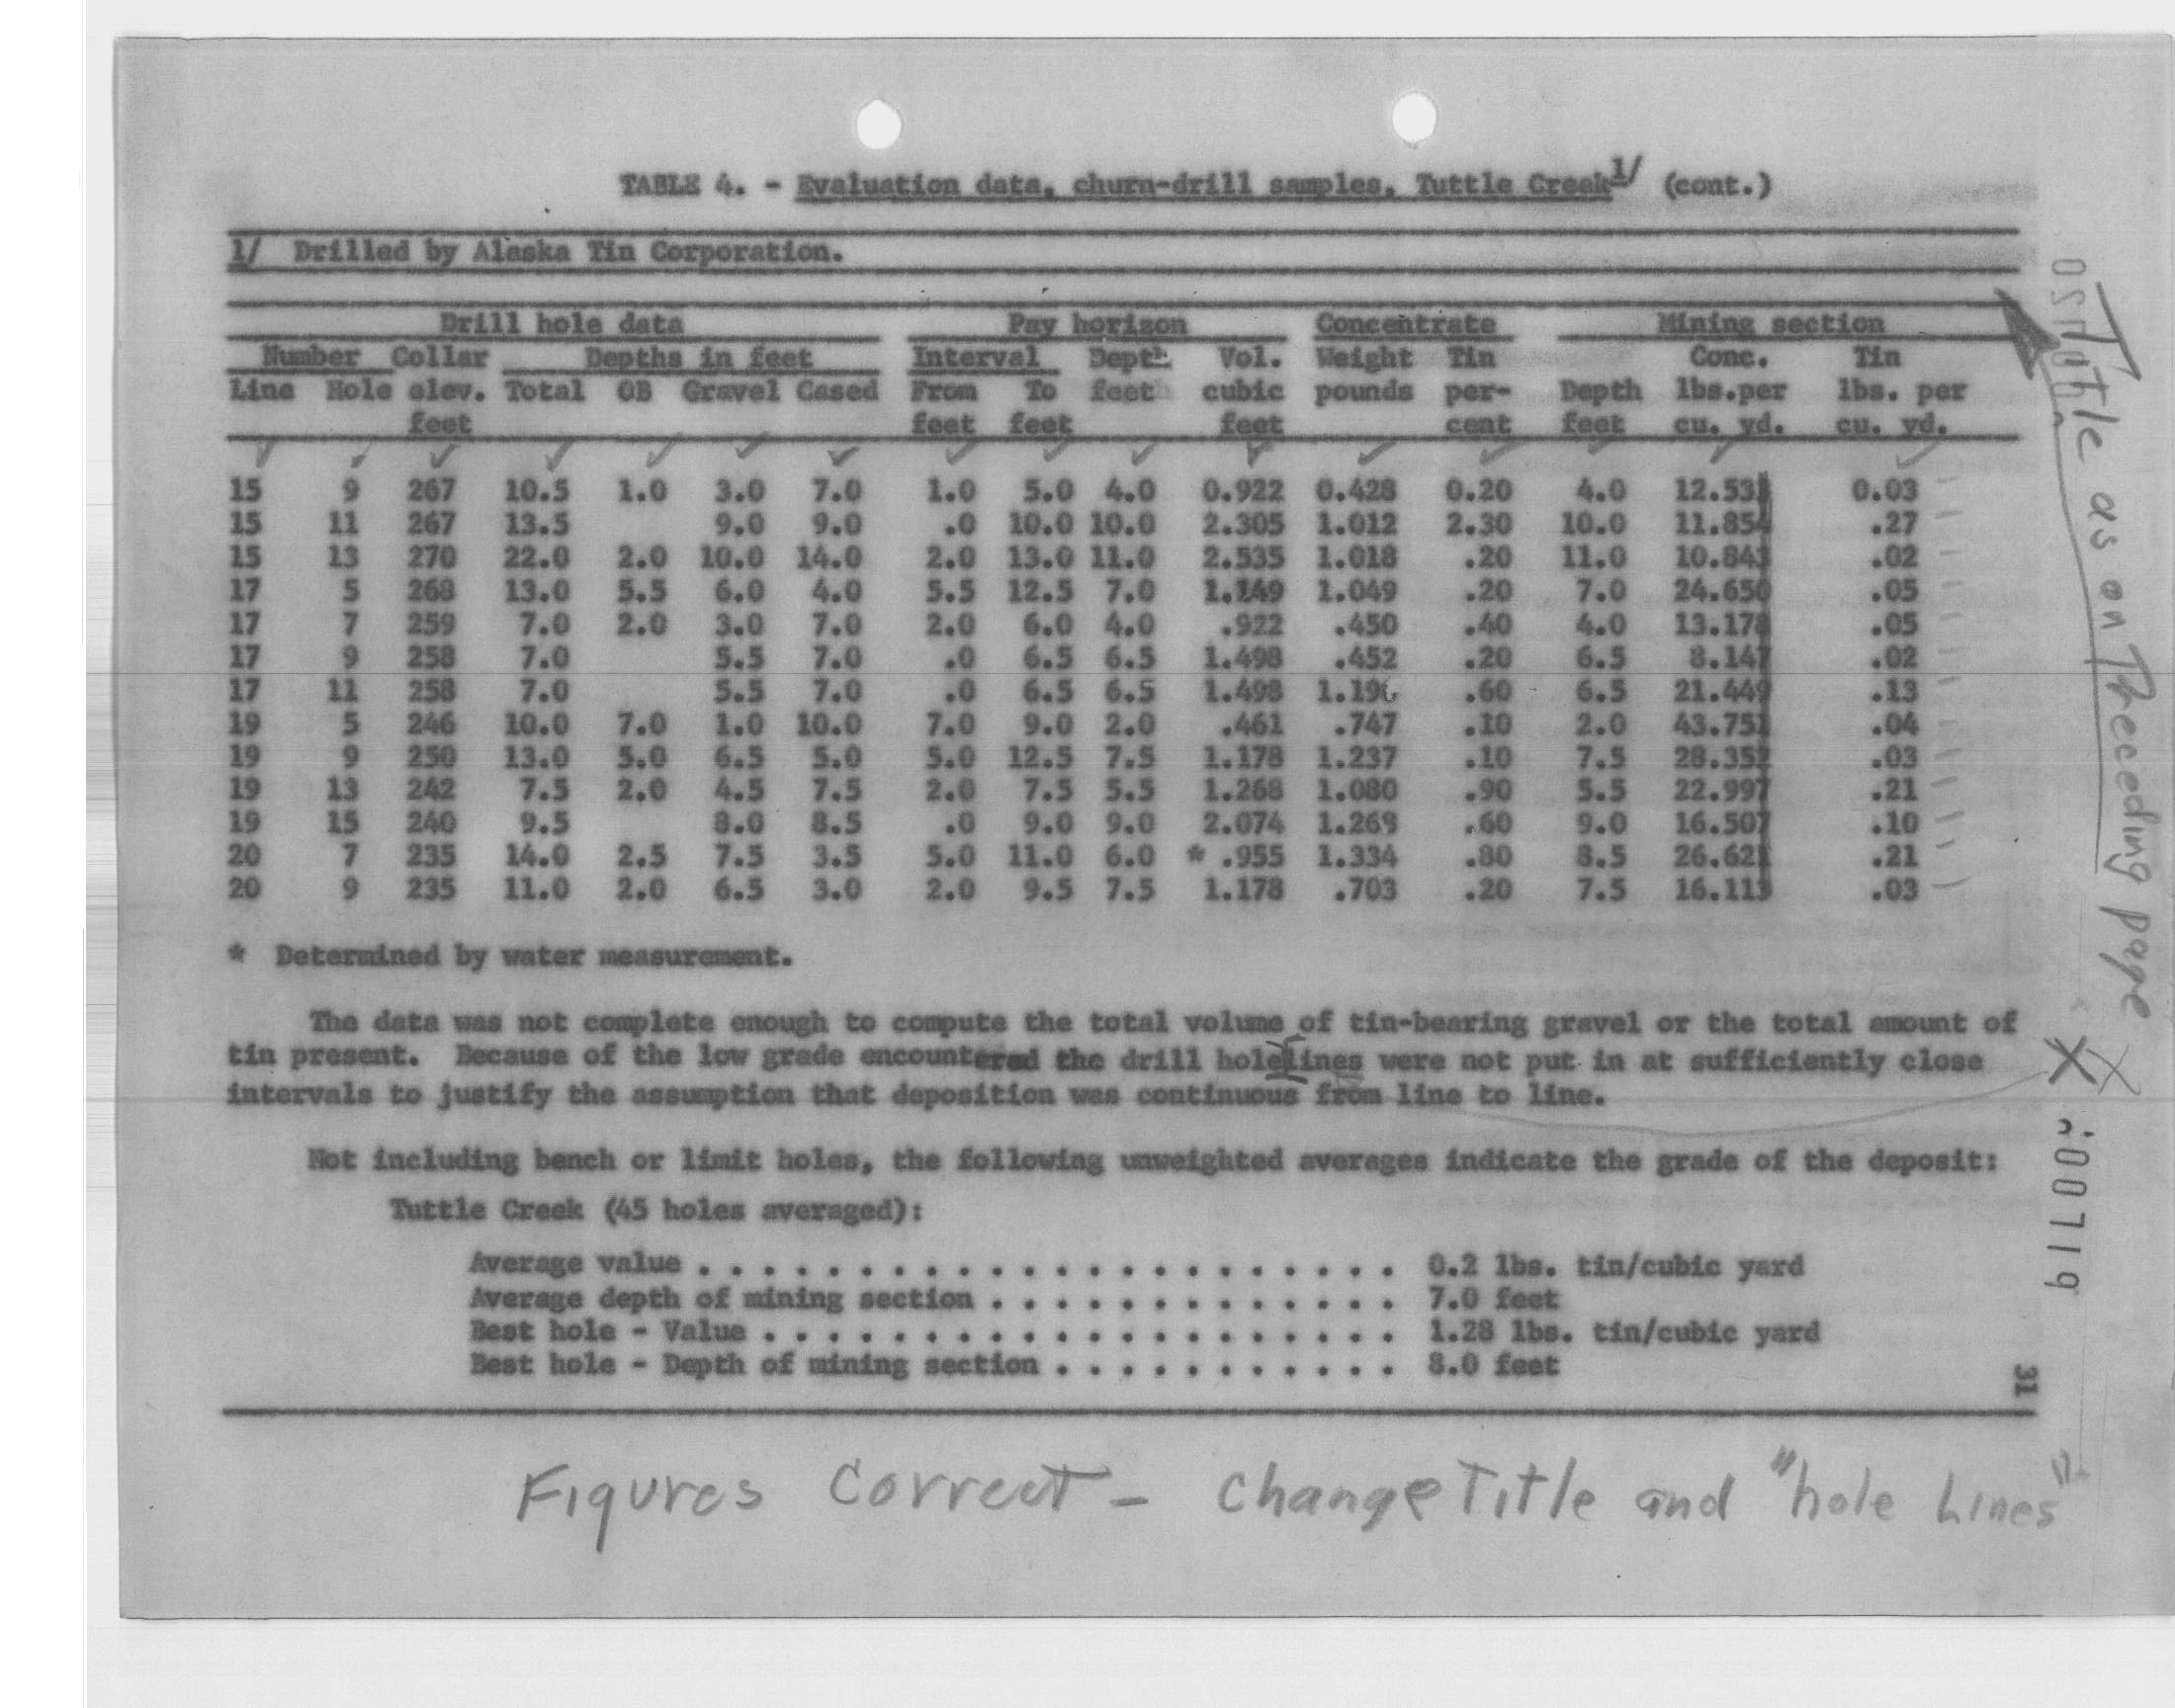 TABLE 4. - Evaluation data, churn-drill samples, Tuttle Creek 1/ (cont.)
1/ Drilled by Alaska Tin Corporation.
Drill hole data Pay horizon Concentrate Mining section
Number Collar Depths in feet Interval Depth Vol. Weight Tin Conc. Tin
Line Hole elev. Total OB Gravel Cased From To feet cubic pounds per- Depth lbs.per lbs. per
feet feet feet feet cent feet cu. yd. cu. yd.
15 9 267 10.5 1.0 3.0 7.0 1.0 5.0 4.0 0.922 0.428 0.20 4.0 12.531 0.03
15 11 267 13.5 9.0 9.0 .0 10.0 10.0 2.305 1.012 2.30 10.0 11.854 .27
15 13 270 22.0 2.0 10.0 14.0 2.0 13.0 11.0 2.535 1.018 .20 11.0 10.843 .02
17 5 268 13.0 5.5 6.0 4.0 5.5 12.5 7.0 1.149 1.049 .20 7.0 24.650 .05
17 7 259 7.0 2.0 3.0 7.0 2.0 6.0 4.0 .922 .450 .40 4.0 13.178 .05
17 9 258 7.0 5.5 7.0 .0 6.5 6.5 1.498 .452 .20 6.5 8.147 .02
17 11 258 7.0 5.5 7.0 .0 6.5 6.5 1.498 1.190 .60 6.5 21.449 .13
19 5 246 10.0 7.0 1.0 10.0 7.0 9.0 2.0 .461 .747 .10 2.0 43.751 .04
19 9 250 13.0 5.0 6.5 5.0 5.0 12.5 7.5 1.178 1.237 .10 7.5 28.352 .03
19 13 242 7.5 2.0 4.5 7.5 2.0 7.5 5.5 1.268 1.080 .90 5.5 22.997 .21
19 15 240 9.5 8.0 8.5 .0 9.0 9.0 2.074 1.268 .60 9.0 16.507 .10
20 7 235 14.0 2.5 7.5 3.5 5.0 11.0 6.0 * .955 1.334 .80 8.5 26.621 .21
20 9 235 11.0 2.0 6.5 3.0 2.0 9.5 7.5 1.178 .703 .20 7.5 16.113 .03
* Determined by water measurement.
The data was not complete enough to compute the total volume of tin-bearing gravel or the total amount of
tin present. Because of the low grade encountered the drill hole lines were not put in at sufficiently close
intervals to justify the assumption that deposition was continuous from line to line.
Not including bench or limit holes, the following unweighted averages indicate the grade of the deposit:
Tuttle Creek (45 holes averaged):
Average value . . . . . . . . . . . . . . . . . . . . . . 0.2 lbs. tin/cubic yard
Average depth of mining section . . . . . . . . . . . . . 7.0 feet
Best hole - Value . . . . . . . . . . . . . . . . . . . . 1.28 lbs. tin/cubic yard
Best hole - Depth of mining section . . . . . . . . . . . 8.0 feet
31
Title as on Preceeding page
X X
Figures Correct - Change Title and "hole Lines"